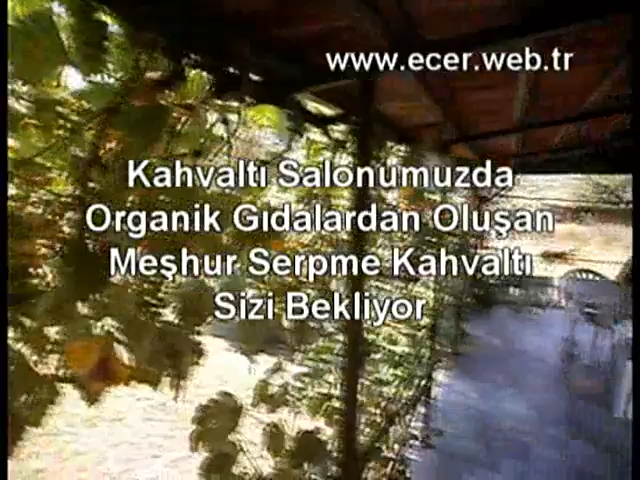 www.ecer.web.tr
Kahvaltı Salonumuzda
Organik Gıdalardan Oluşan
Meşhur Serpme Kahvaltı
Sizi Bekliyor